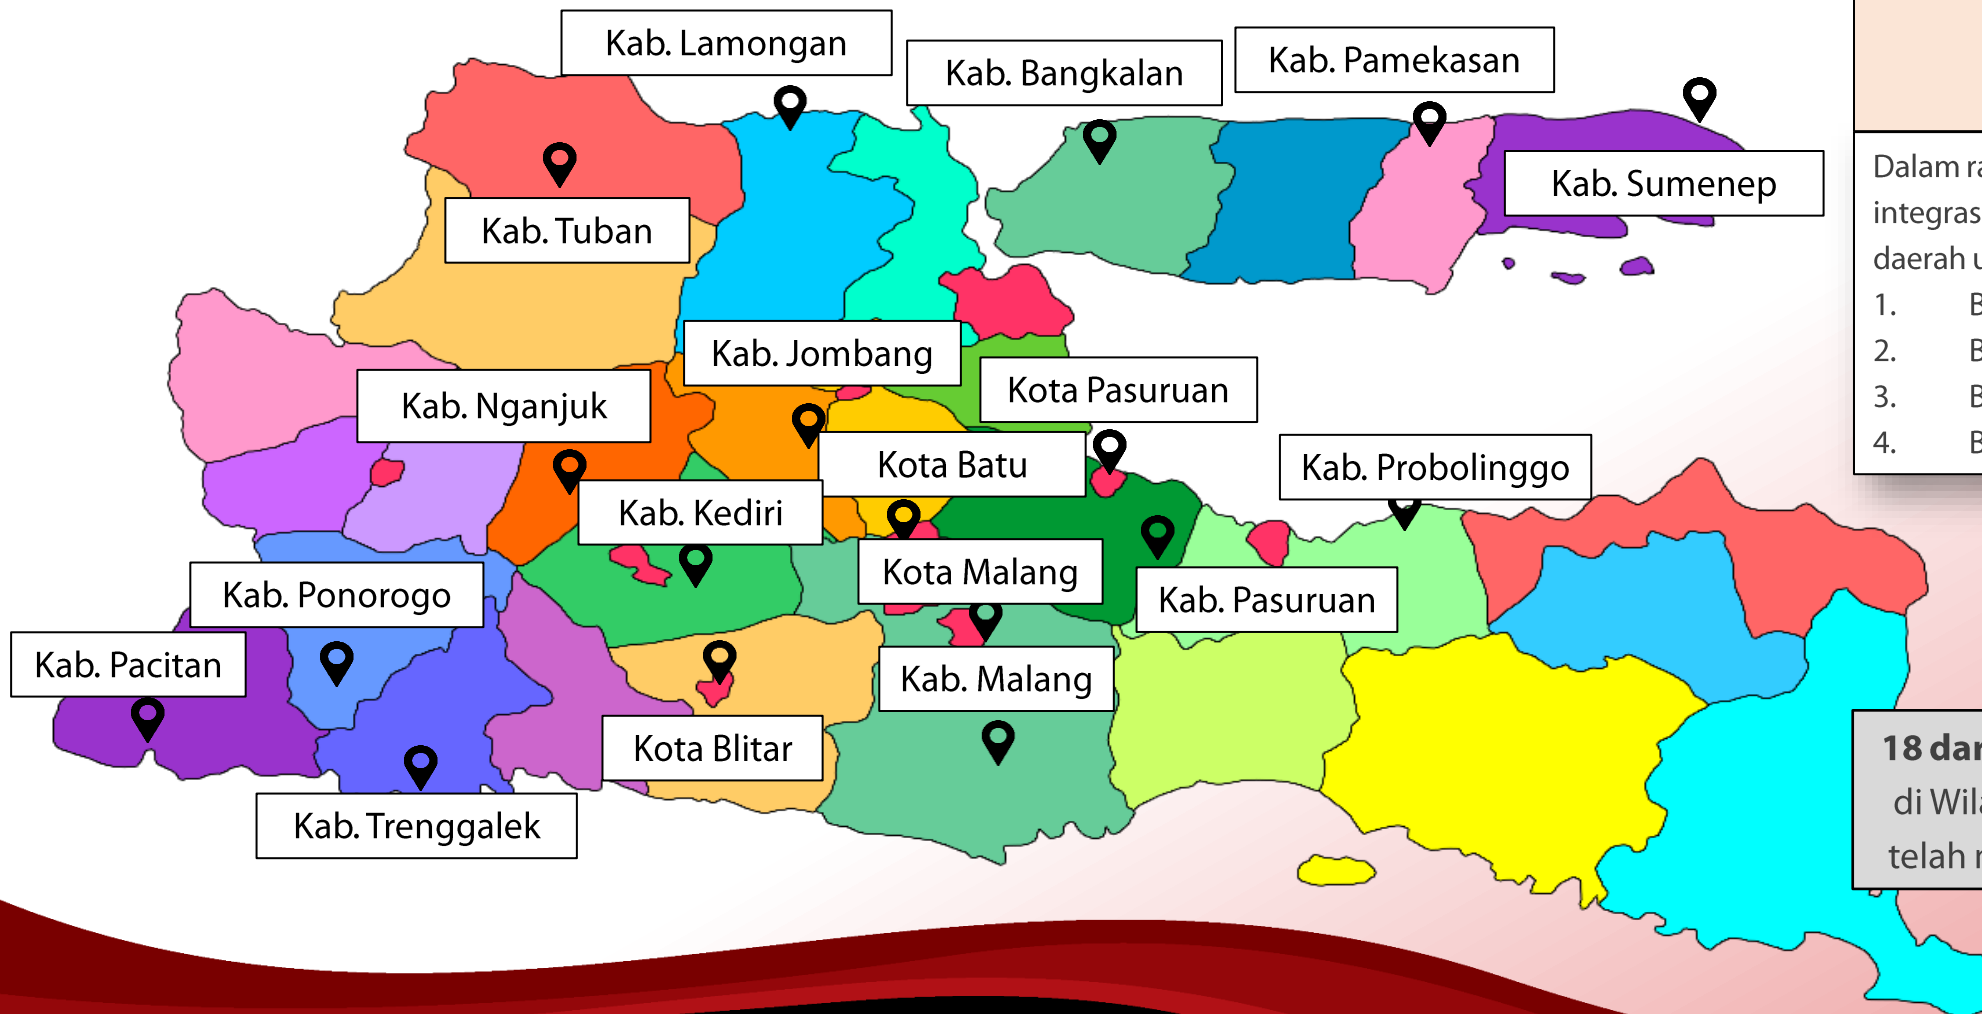 Kab. Lamongan
Kab. Bangkalan
Kab. Pamekasan
Kab. Sumenep
Kab. Tuban
Kab. Jombang
Kota Pasuruan
Kab. Nganjuk
Kota Batu
Kab. Probolinggo
Kab. Kediri
Kota Malang
Kab. Ponorogo
Kab. Pasuruan
Kab. Pacitan
Kab. Malang
Kota Blitar
Kab. Trenggalek
Dalam ra
integras
daerah u
1. B
2. B
3. B
4. B
18 dar
di Wila
telah